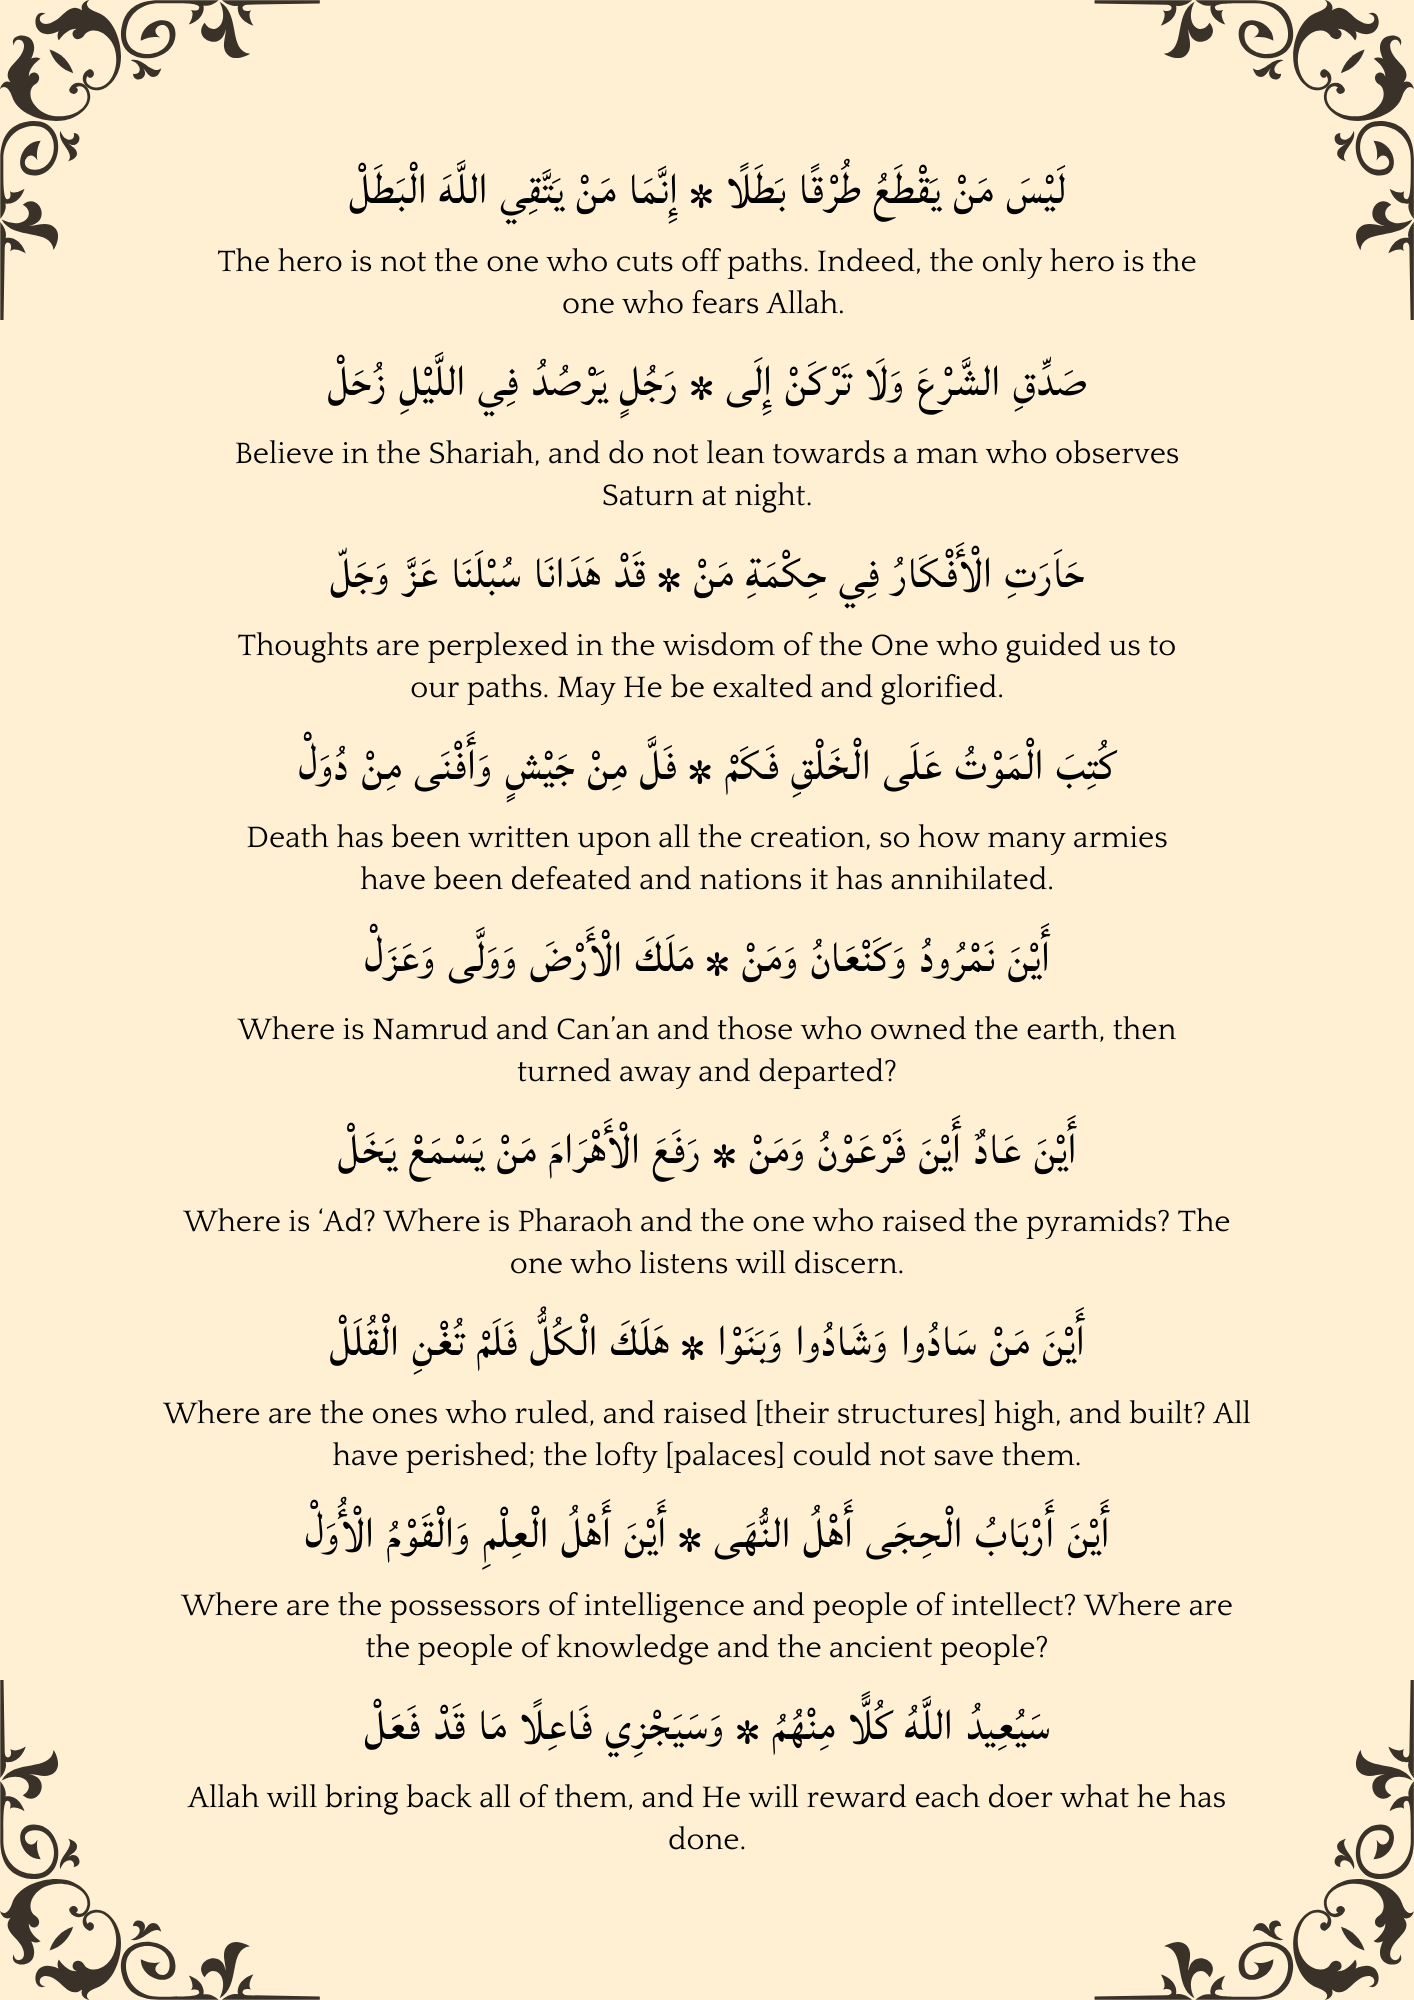 لَيْسَ مَنْ يَقْطَعُ طُرْقًا بَطَلًا * إِنَّمَا مَنْ يَتَّقِي اللَّهَ الْبَطَلْ
The hero is not the one who cuts off paths. Indeed, the only hero is the
one who fears Allah.
صَدِّقِ الشَّرْعَ وَلَا تَرْكَنْ إِلَى * رَجُلٍ يَرْصُدُ فِي اللَّيْلِ زُحَلْ
Believe in the Shariah, and do not lean towards a man who observes
Saturn at night.
حَاَرَتِ الْأَفْكَارُ فِي حِكْمَةِ مَنْ * قَدْ هَدَانَا سُبْلَنَا عَزَّ وَجَلّ
Thoughts are perplexed in the wisdom of the One who guided us to
our paths. May He be exalted and glorified.
كُتِبَ الْمَوْتُ عَلَى الْخَلْقِ فَكَمْ * فَلَّ مِنْ جَيْشٍ وَأَفْنَى مِنْ دُوَلْ
Death has been written upon all the creation, so how many armies
have been defeated and nations it has annihilated.
أَيْنَ نَمْرُودُ وَكَنْعَانُ وَمَنْ * مَلَكَ الْأَرْضَ وَوَلَّى وَعَزَلْ
Where is Namrud and Can’an and those who owned the earth, then
turned away and departed?
أَيْنَ عَادٌ أَيْنَ فَرْعَوْنُ وَمَنْ * رَفَعَ الْأَهْرَامَ مَنْ يَسْمَعْ يَخَلْ
Where is ‘Ad? Where is Pharaoh and the one who raised the pyramids? The
one who listens will discern.
أَيْنَ مَنْ سَادُوا وَشَادُوا وَبَنَوْا * هَلَكَ الْكُلُّ فَلَمْ تُغْنِ الْقُلَلْ
Where are the ones who ruled, and raised [their structures] high, and built? All
have perished; the lofty [palaces] could not save them.
أَيْنَ أَرْبَابُ الْحِجَى أَهْلُ النُّهَى * أَيْنَ أَهْلُ الْعِلْمِ وَالْقَوْمُ الْأُوَلْ
Where are the possessors of intelligence and people of intellect? Where are
the people of knowledge and the ancient people?
سَيُعِيدُ اللَّهُ كُلًّا مِنْهُمُ * وَسَيَجْزِي فَاعِلًا مَا قَدْ فَعَلْ
Allah will bring back all of them, and He will reward each doer what he has
done.